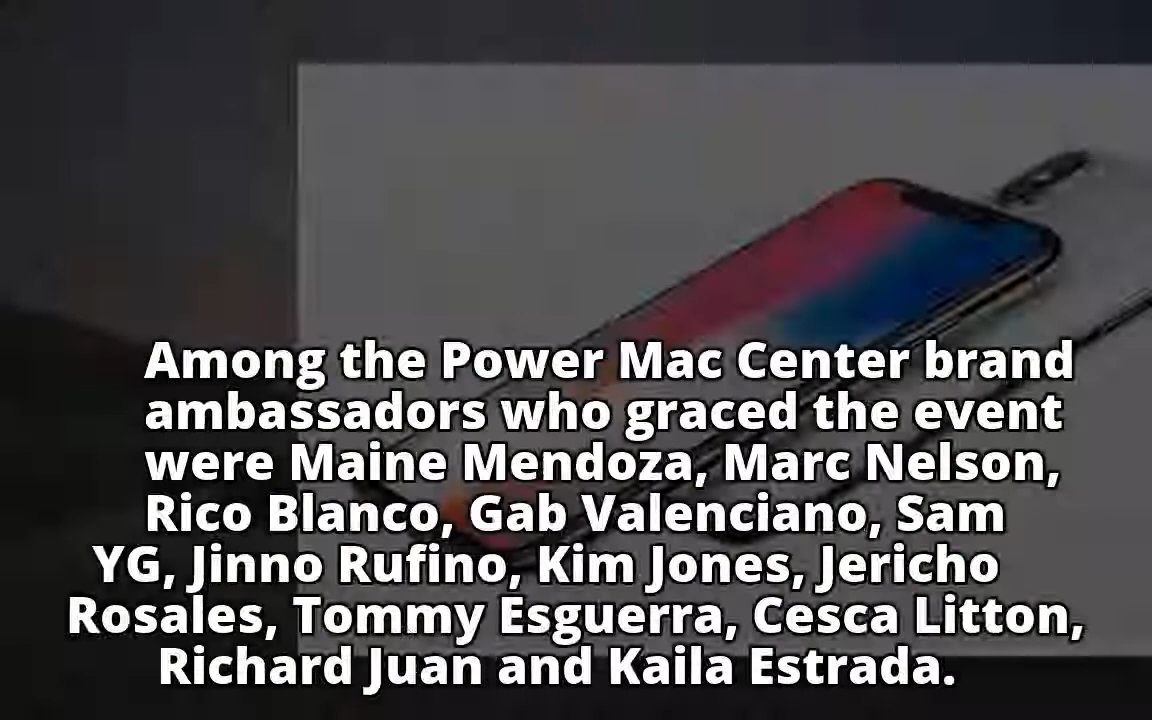 Among the Power Mac Center brand
ambassadors who graced the event
were Maine Mendoza, Marc Nelson,
Rico Blanco, Gab Valenciano, Sam
YG, Jinno Rufino, Kim Jones, Jericho
Rosales, Tommy Esguerra, Cesca Litton,
Richard Juan and Kaila Estrada.